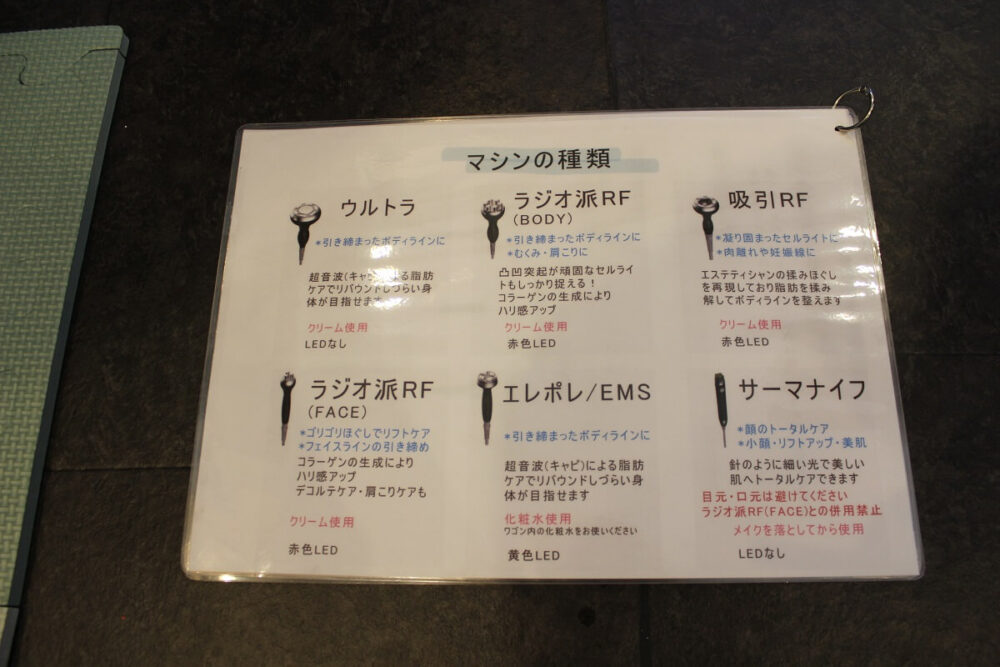 マシンの種類
ウルトラ
*引き締まったボディラインに
超音波(キャビ)による脂肪
ケアでリバウンドしづらい身
体が目指せます
クリーム使用
LEDなし
ラジオ派RF
(BODY)
*引き締まったボディラインに
*むくみ・肩こりに
凸凹突起が頑固なセルライ
トもしっかり捉える！
コラーゲンの生成により
ハリ感アップ
クリーム使用
赤色LED
吸引RF
*凝り固まったセルライトに
*肉離れや妊娠線に
エステティシャンの揉みほぐし
を再現しており脂肪を揉み
解してボディラインを整えます
クリーム使用
赤色LED
ラジオ派RF
(FACE)
*ゴリゴリほぐしでリフトケア
*フェイスラインの引き締め
コラーゲンの生成により
ハリ感アップ
デコルテケア・肩こりケアも
クリーム使用
赤色LED
エレポレ/EMS
*引き締まったボディラインに
超音波(キャビ)による脂肪
ケアでリバウンドしづらい身
体が目指せます
化粧水使用
ワゴン内の化粧水をお使いください
黄色LED
サーマナイフ
*顔のトータルケア
*小顔・リフトアップ・美肌
針のように細い光で美しい
肌へトータルケアできます
目元・口元は避けてください
ラジオ派RF(FACE)との併用禁止
メイクを落としてから使用
LEDなし